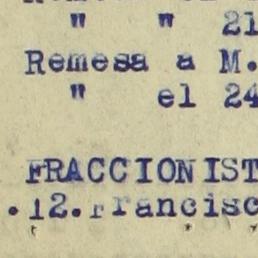 " " 21
Remesa a M.
" el 24
FRACCIONIST
.12.Francisc